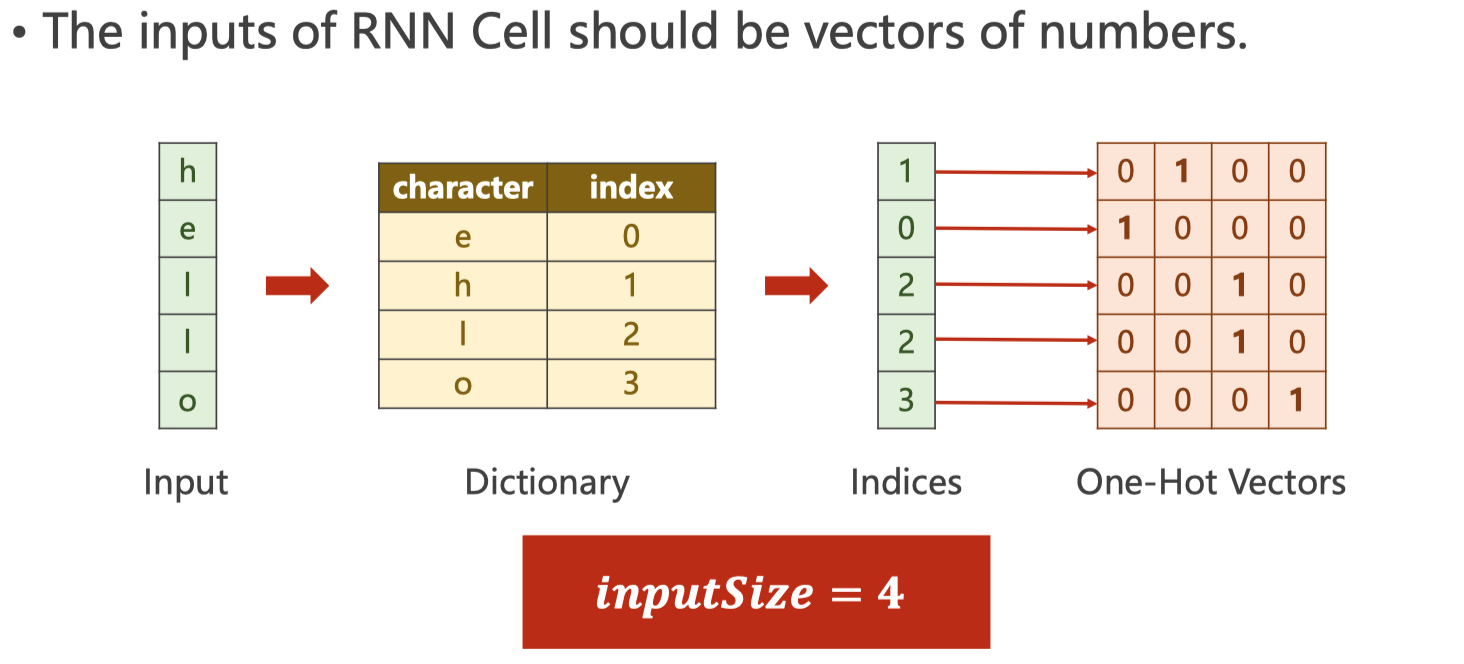 • The inputs of RNN Cell should be vectors of numbers.
h
e
l
l
o
Input
character index
e 0
h 1
l 2
o 3
Dictionary
1
0
2
2
3
Indices
0 1 0 0
1 0 0 0
0 0 1 0
0 0 1 0
0 0 0 1
One-Hot Vectors
inputSize = 4